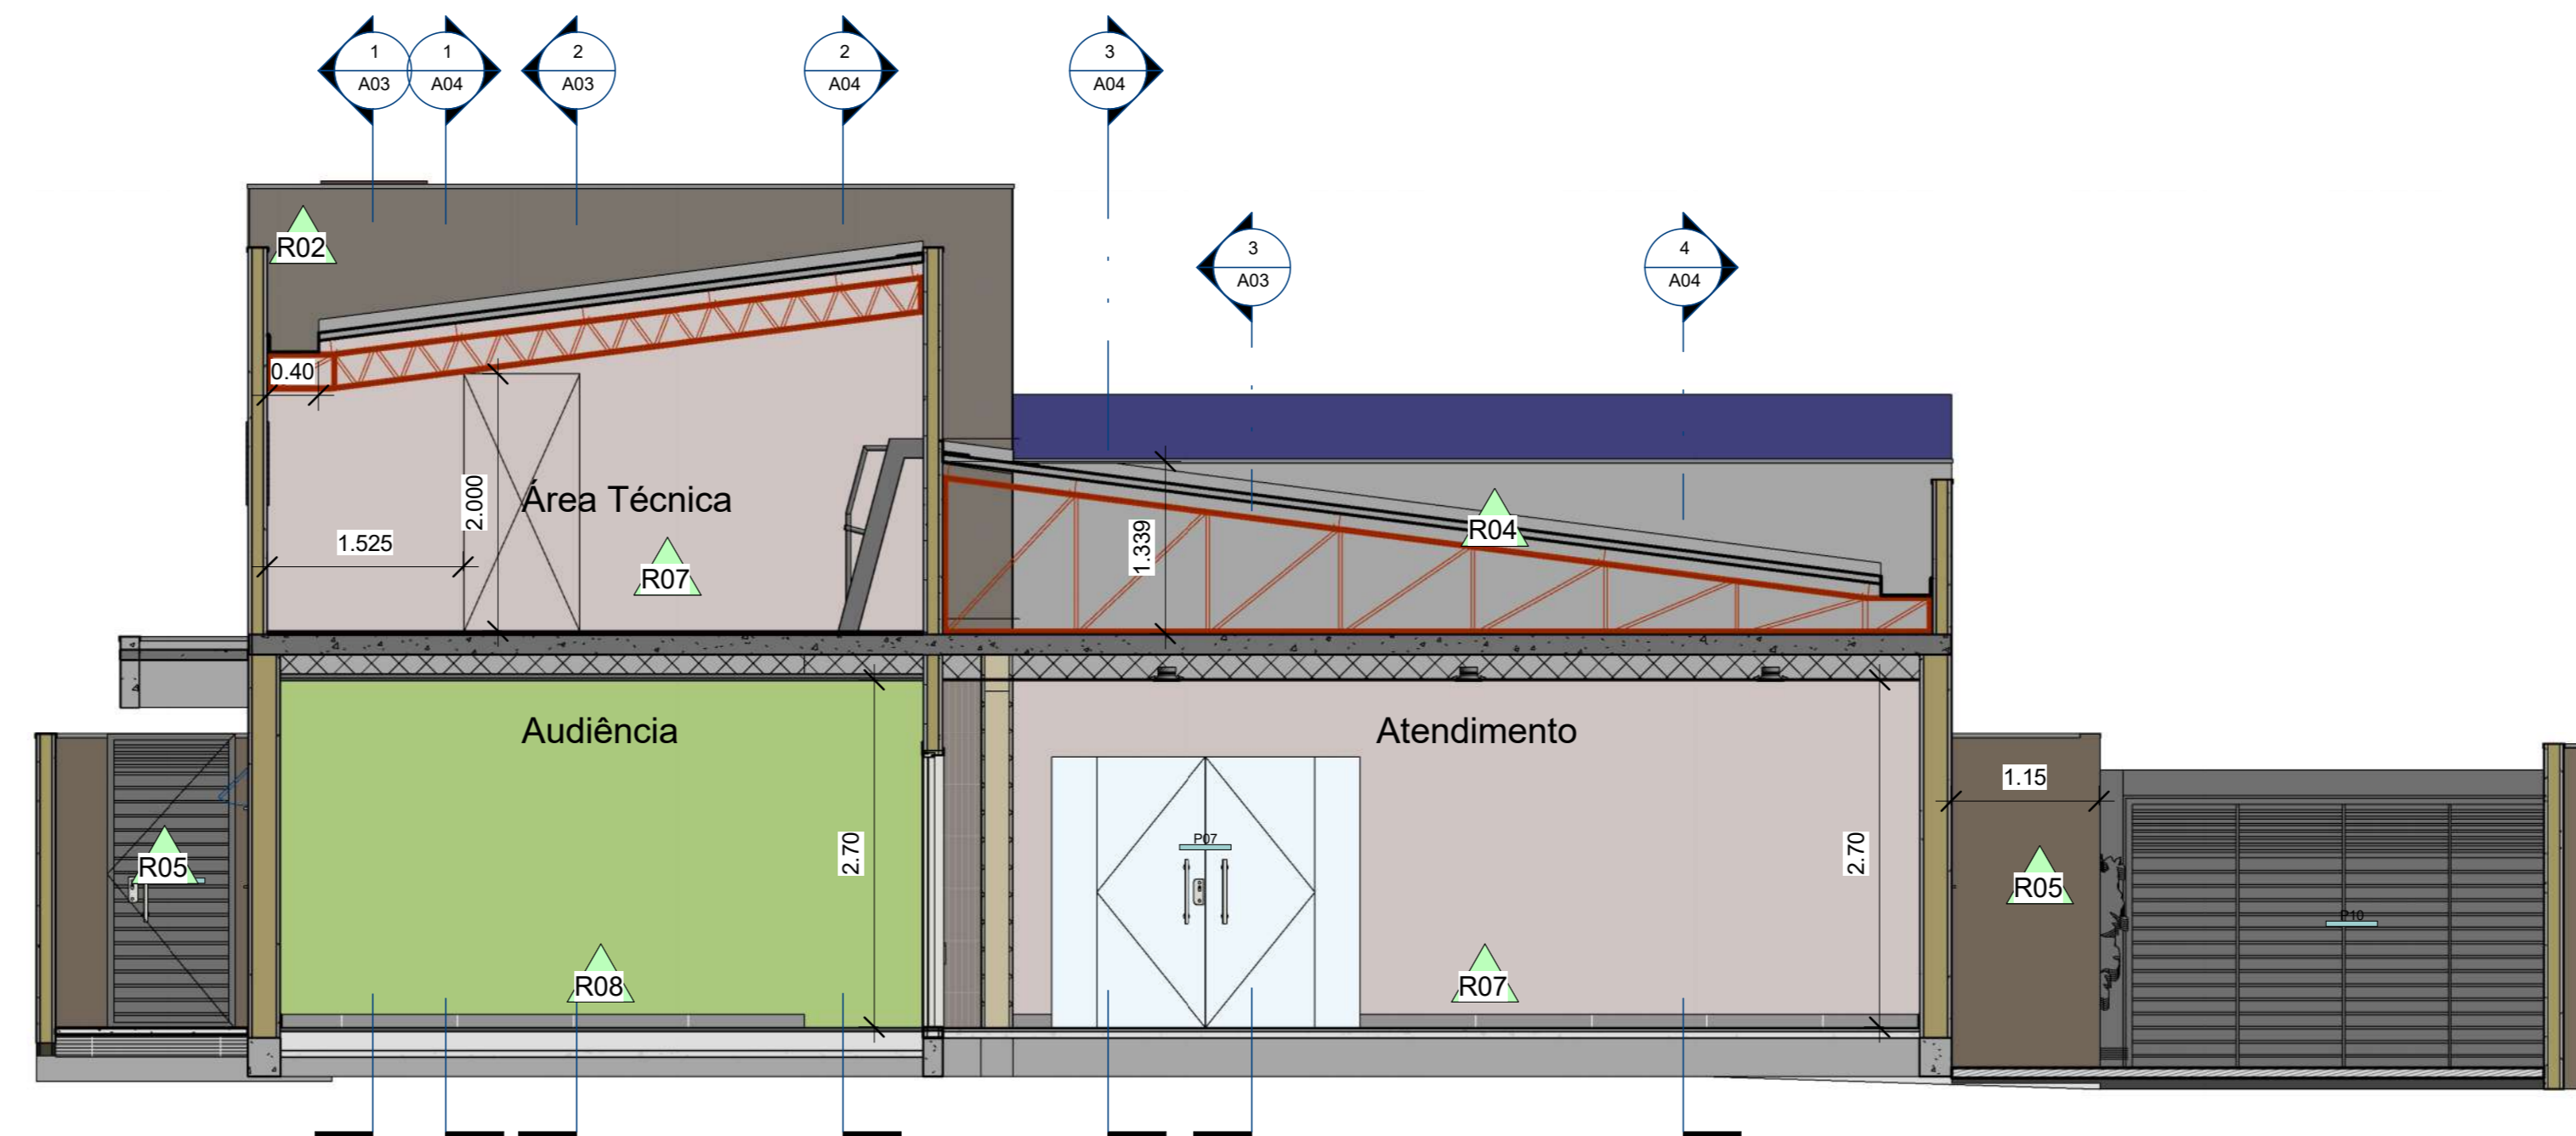 1
A03
1
A04
2
A03
2
A04
3
A04
3
A03
4
A04
R02
0.40
2.000
Área Técnica
1.525
R07
1.339
R04
Audiência
Atendimento
1.15
2.70
P07
2.70
R05
R05
P10
R08
R07